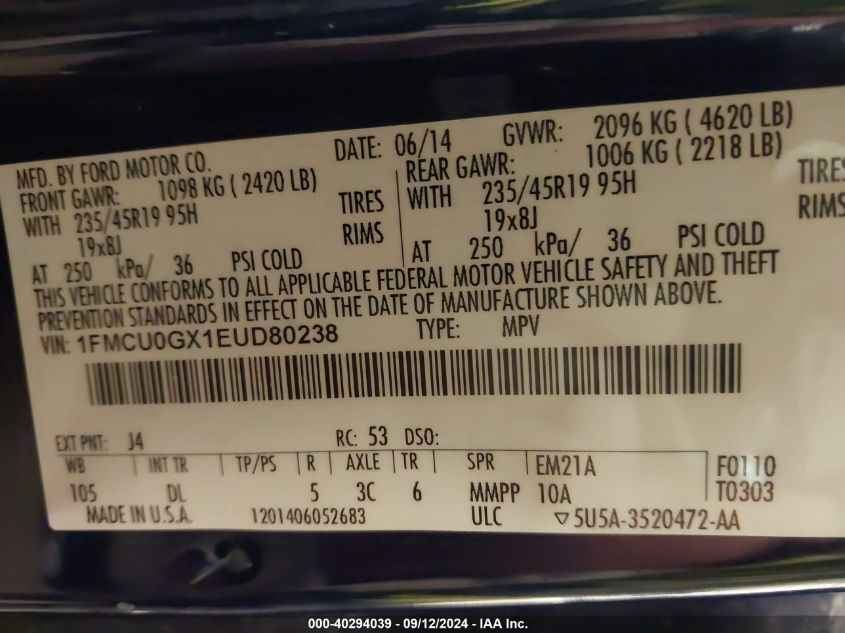 MFD. BY FORD MOTOR CO.
DATE: 06/14 GVWR: 2096 KG ( 4620 LB)
FRONT GAWR: 1098 KG ( 2420 LB)
REAR GAWR: 1006 KG ( 2218 LB)
WITH 235/45R19 95H TIRES
WITH 235/45R19 95H TIRES
19x8J RIMS
19x8J RIMS
AT 250 kPa/ 36 PSI COLD
AT 250 kPa/ 36 PSI COLD
THIS VEHICLE CONFORMS TO ALL APPLICABLE FEDERAL MOTOR VEHICLE SAFETY AND THEFT
PREVENTION STANDARDS IN EFFECT ON THE DATE OF MANUFACTURE SHOWN ABOVE.
VIN: 1FMCU0GX1EUD80238 TYPE: MPV
EXT PNT: J4 RC: 53 DSO:
WB INT TR TP/PS R AXLE TR SPR EM21A F0110
105 DL 5 3C 6 MMPP 10A T0303
MADE IN U.S.A. 1201406052683 ULC ▽5U5A-3520472-AA
000-40294039 - 09/12/2024 - IAA Inc.